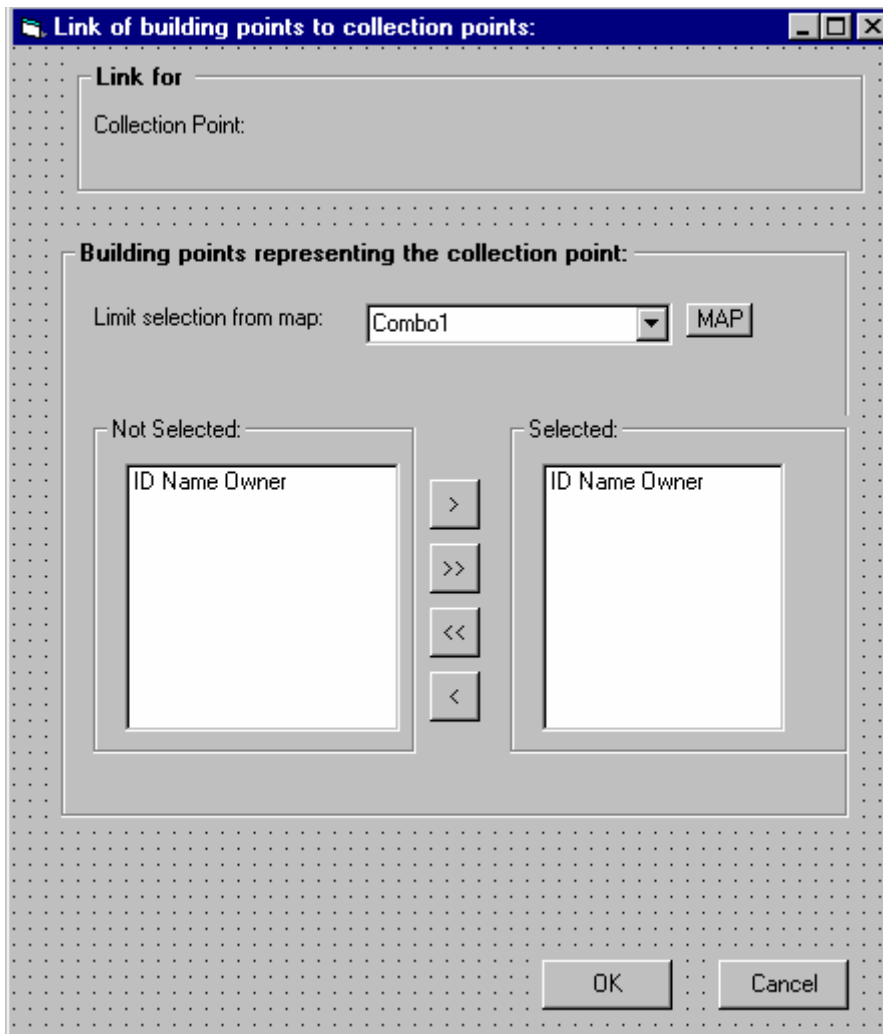 Link of building points to collection points:
Link for
Collection Point:
Building points representing the collection point:
Limit selection from map:
Combo1
MAP
Not Selected:
Selected:
ID Name Owner
ID Name Owner
>
>>
<<
<
OK
Cancel